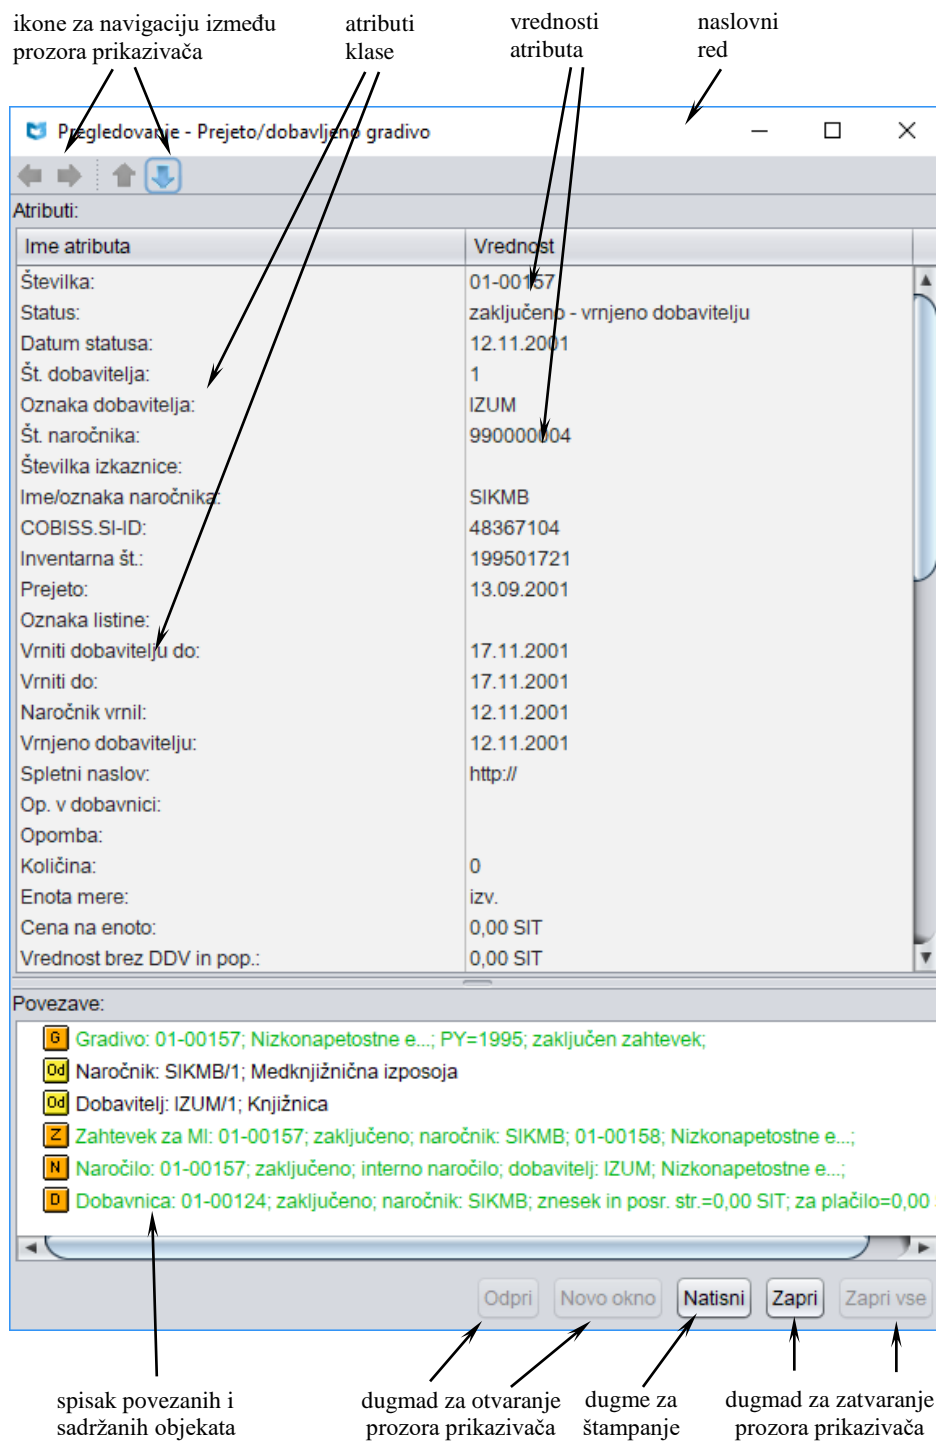 ikone za navigaciju između
prozora prikazivača
atributi
klase
vrednosti
atributa
naslovni
red
Pregledovanje - Prejeto/dobavljeno gradivo
Atributi:
Ime atributa Vrednost
Številka: 01-00157
Status: zaključeno - vrnjeno dobavitelju
Datum statusa: 12.11.2001
Št. dobavitelja: 1
Oznaka dobavitelja: IZUM
Št. naročnika: 990000004
Številka izkaznice:
Ime/oznaka naročnika: SIKMB
COBISS.SI-ID: 48367104
Inventarna št.: 199501721
Prejeto: 13.09.2001
Oznaka listine:
Vrniti dobavitelju do: 17.11.2001
Vrniti do: 17.11.2001
Naročnik vrnil: 12.11.2001
Vrnjeno dobavitelju: 12.11.2001
Spletni naslov: http://
Op. v dobavnici:
Opomba:
Količina: 0
Enota mere: izv.
Cena na enoto: 0,00 SIT
Vrednost brez DDV in pop.: 0,00 SIT
Povezave:
G Gradivo: 01-00157; Nizkonapetostne e...; PY=1995; zaključen zahtevek;
Od Naročnik: SIKMB/1; Medknjižnična izposoja
Od Dobavitelj: IZUM/1; Knjižnica
Z Zahtevek za MI: 01-00157; zaključeno; naročnik: SIKMB; 01-00158; Nizkonapetostne e...;
N Naročilo: 01-00157; zaključeno; interno naročilo; dobavitelj: IZUM; Nizkonapetostne e...;
D Dobavnica: 01-00124; zaključeno; naročnik: SIKMB; znesek in posr. str.=0,00 SIT; za plačilo=0,00
Odpri Novo okno Natisni Zapri Zapri vse
spisak povezanih i
sadržanih objekata
dugmad za otvaranje
prozora prikazivača
dugme za
štampanje
dugmad za zatvaranje
prozora prikazivača